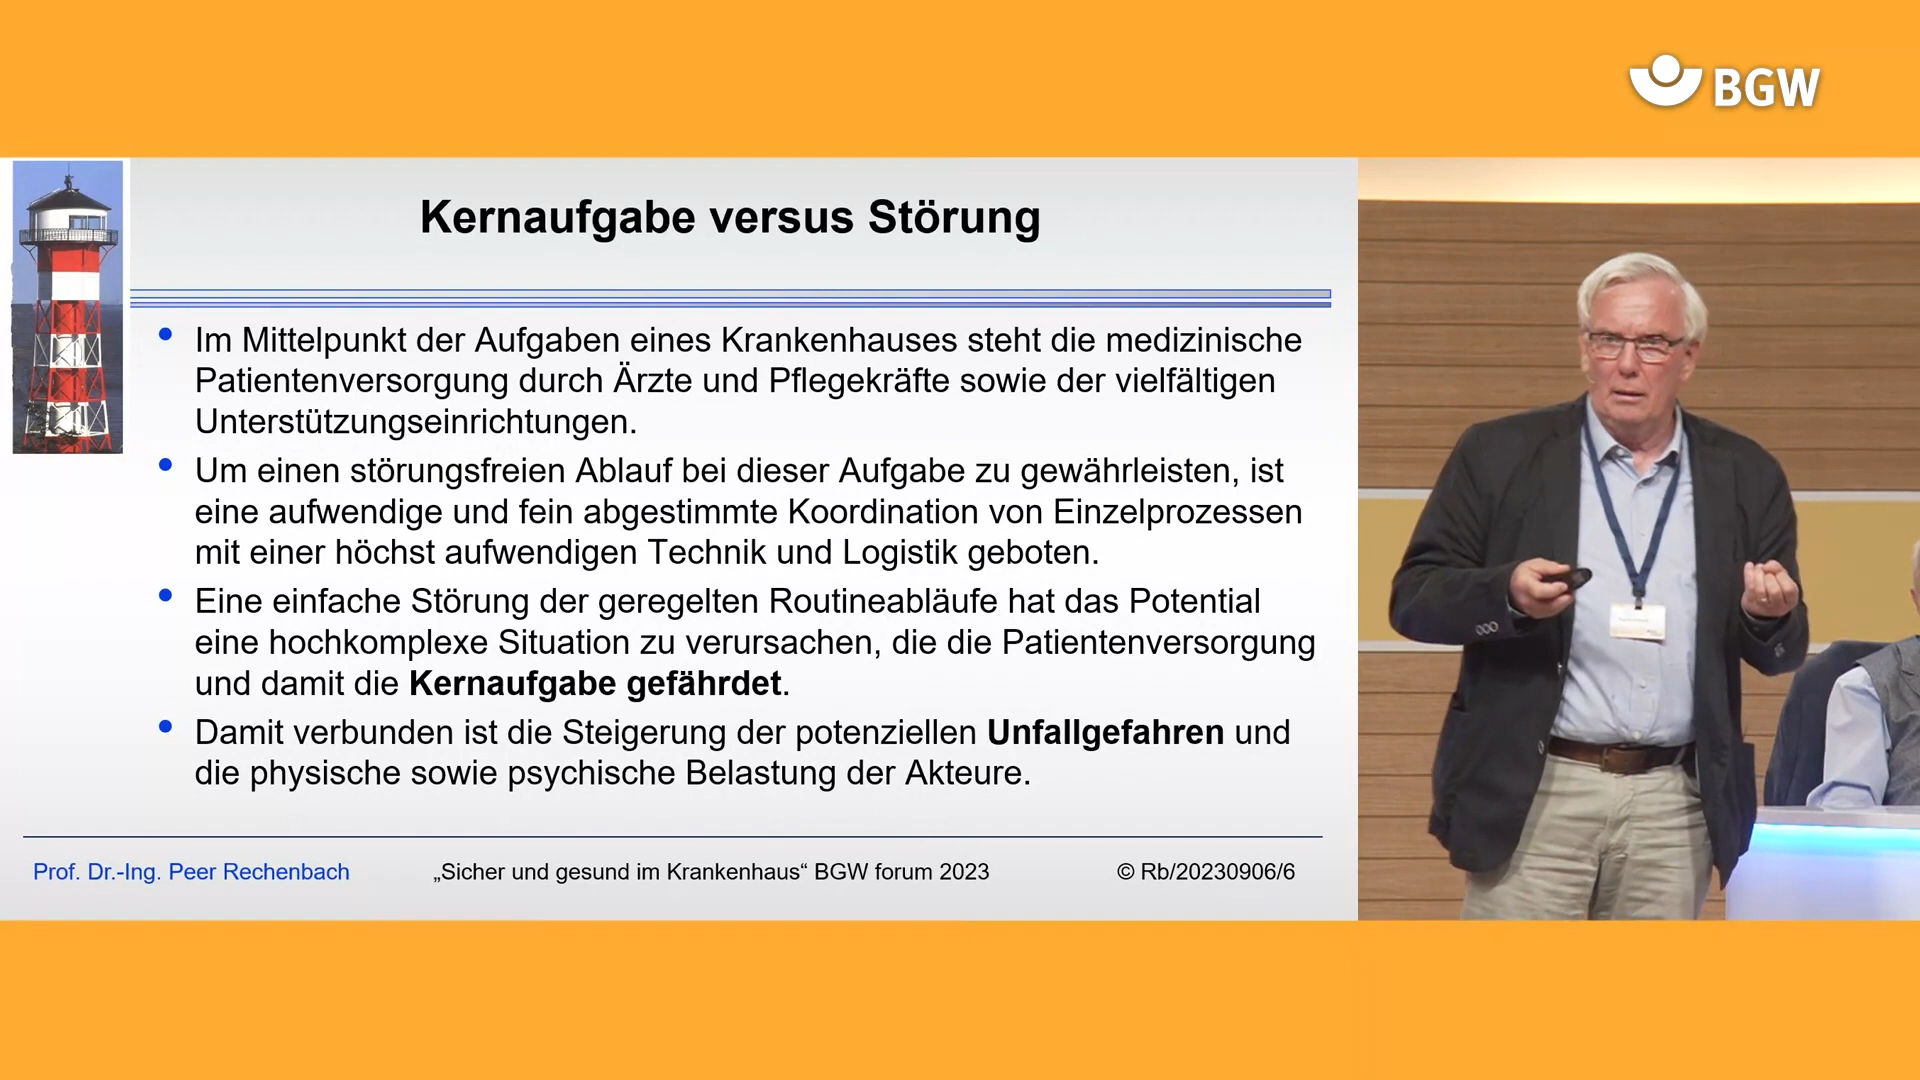 BGW
Kernaufgabe versus Störung
Im Mittelpunkt der Aufgaben eines Krankenhauses steht die medizinische
Patientenversorgung durch Ärzte und Pflegekräfte sowie der vielfältigen
Unterstützungseinrichtungen.
Um einen störungsfreien Ablauf bei dieser Aufgabe zu gewährleisten, ist
eine aufwendige und fein abgestimmte Koordination von Einzelprozessen
mit einer höchst aufwendigen Technik und Logistik geboten.
Eine einfache Störung der geregelten Routineabläufe hat das Potential
eine hochkomplexe Situation zu verursachen, die die Patientenversorgung
und damit die Kernaufgabe gefährdet.
Damit verbunden ist die Steigerung der potenziellen Unfallgefahren und
die physische sowie psychische Belastung der Akteure.
Prof. Dr.-Ing. Peer Rechenbach
„Sicher und gesund im Krankenhaus“ BGW forum 2023
© Rb/20230906/6